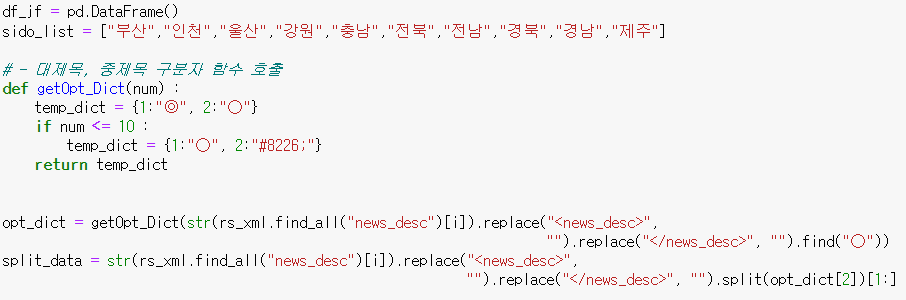 df_jf = pd.DataFrame()
sido_list = ["부산","인천","울산","강원","충남","전북","전남","경북","경남","제주"]
# - 대제목, 중제목 구분자 함수 호출
def getOpt_Dict(num) :
    temp_dict = {1:"◎", 2:"○"}
    if num <= 10 :
        temp_dict = {1:"○", 2:"#8226;"}
    return temp_dict
opt_dict = getOpt_Dict(str(rs_xml.find_all("news_desc")[i]).replace("<news_desc>",
"").replace("</news_desc>", "").find("○"))
split_data = str(rs_xml.find_all("news_desc")[i]).replace("<news_desc>",
"").replace("</news_desc>", "").split(opt_dict[2])[1:]